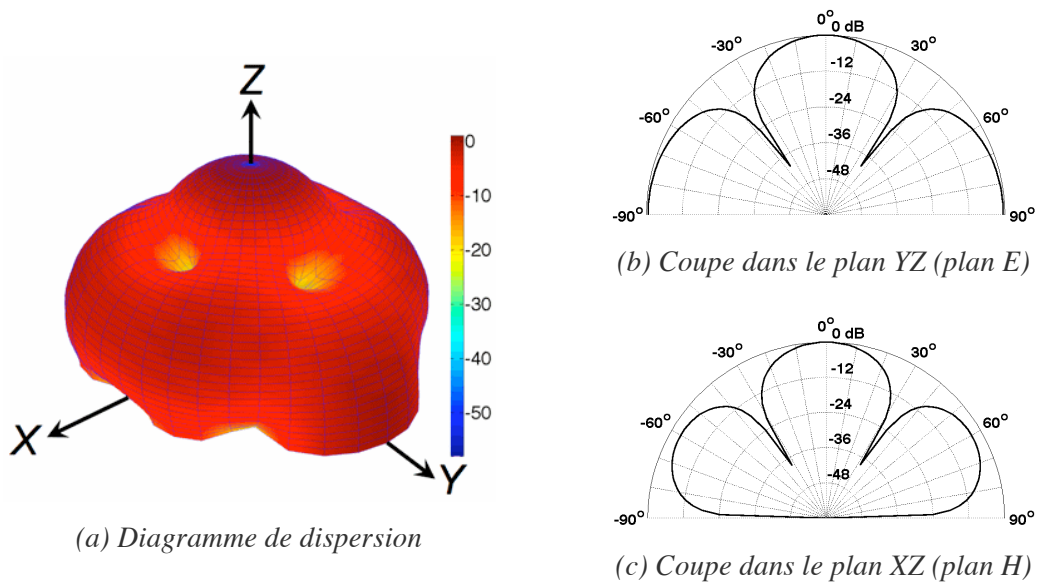 Z
X
Y
0
-10
-20
-30
-40
-50
(a) Diagramme de dispersion
0° 0 dB
-30° 30°
-12
-60° -24 60°
-36
-48
-90° 90°
(b) Coupe dans le plan YZ (plan E)
0° 0 dB
-30° 30°
-12
-60° -24 60°
-36
-48
-90° 90°
(c) Coupe dans le plan XZ (plan H)